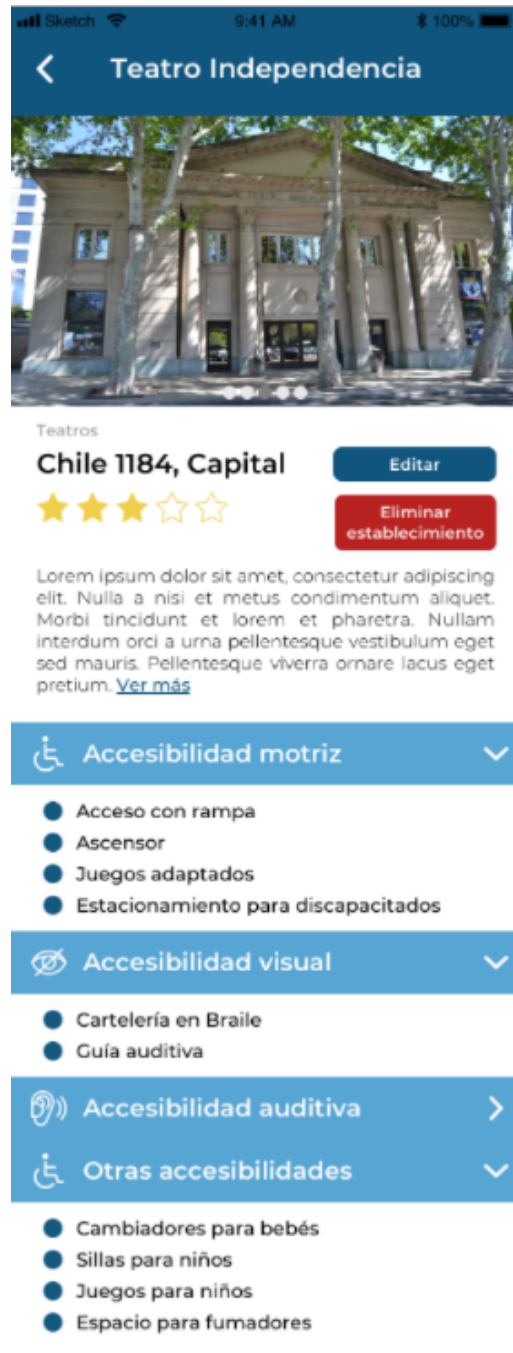 Sketch 9:41 AM 100%
Teatro Independencia
Teatros
Chile 1184, Capital
Editar
Eliminar
establecimiento
Lorem ipsum dolor sit amet, consectetur adipiscing
elit. Nulla a nisi et metus condimentum aliquet.
Morbi tincidunt et lorem et pharetra. Nullam
interdum orci a urna pellentesque vestibulum eget
sed mauris. Pellentesque viverra ornare lacus eget
pretium. Ver más
Accesibilidad motriz
Acceso con rampa
Ascensor
Juegos adaptados
Estacionamiento para discapacitados
Accesibilidad visual
Cartelería en Braile
Guía auditiva
Accesibilidad auditiva
Otras accesibilidades
Cambiadores para bebés
Sillas para niños
Juegos para niños
Espacio para fumadores